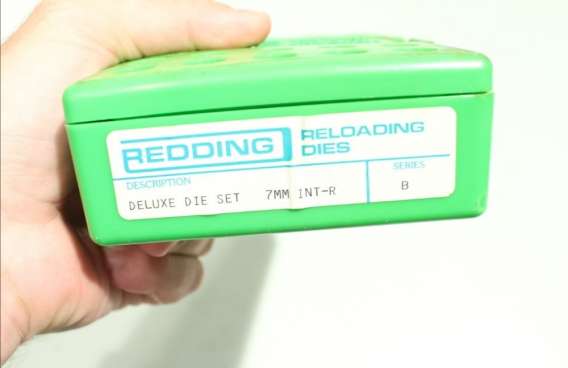 REDDING
RELOADING
DIES
DESCRIPTION
SERIES
DELUXE DIE SET 7MM INT-R
B